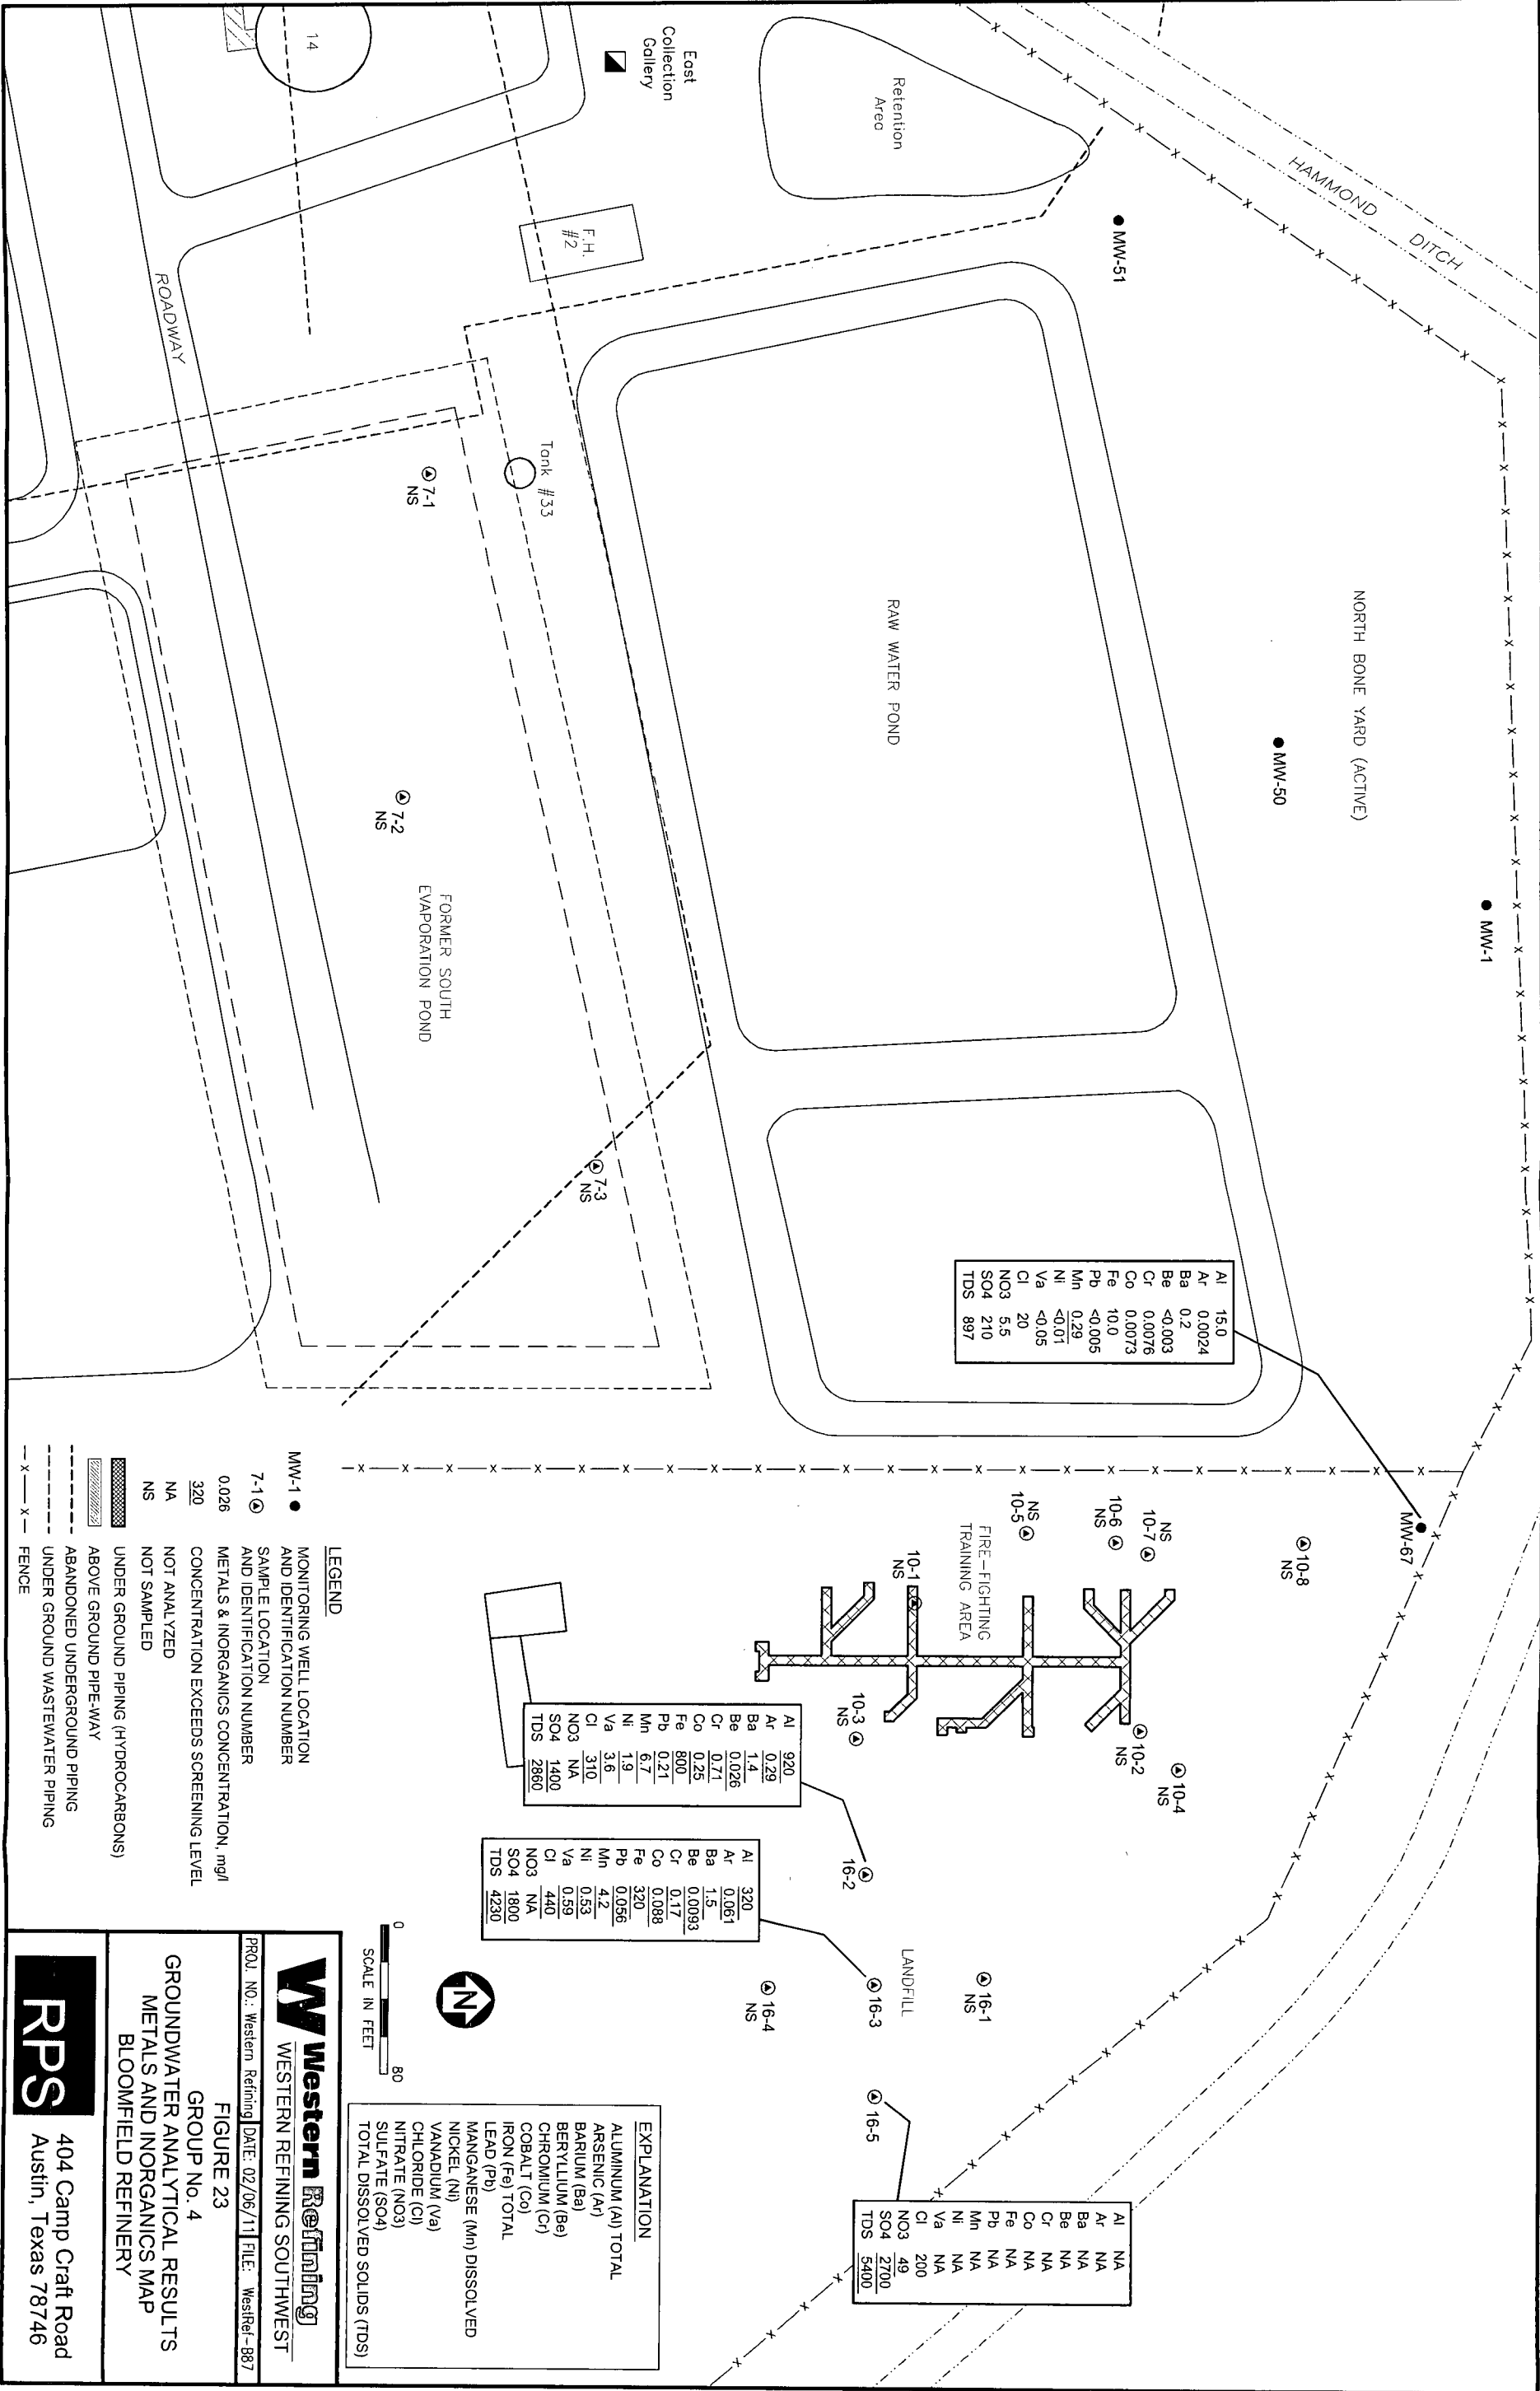 HAMMOND DITCH
NORTH BONE YARD (ACTIVE)
MW-1
MW-50
MW-51
MW-67
Retention
Area
East
Collection
Gallery
14
F.H.
#2
RAW WATER POND
Tank #33
ROADWAY
7-1
NS
7-2
NS
7-3
NS
FORMER SOUTH
EVAPORATION POND
Al 15.0
Ar 0.0024
Ba 0.2
Be <0.003
Cr 0.0076
Co 0.0073
Fe 10.0
Pb <0.005
Mn 0.29
Ni <0.01
Va <0.05
Cl 20
NO3 5.5
SO4 210
TDS 897
10-8
NS
NS
10-7
10-6
NS
NS
10-5
FIRE-FIGHTING
TRAINING AREA
10-1
NS
10-2
NS
10-4
NS
10-3
NS
Al 920
Ar 0.29
Ba 1.4
Be 0.026
Cr 0.71
Co 0.25
Fe 800
Pb 0.21
Mn 6.7
Ni 1.9
Va 3.6
Cl 310
NO3 NA
SO4 1400
TDS 2860
16-2
Al 320
Ar 0.061
Ba 1.5
Be 0.0093
Cr 0.17
Co 0.088
Fe 320
Pb 0.056
Mn 4.2
Ni 0.53
Va 0.59
Cl 440
NO3 NA
SO4 1800
TDS 4230
LANDFILL
16-1
NS
16-3
16-4
NS
16-5
Al NA
Ar NA
Ba NA
Be NA
Cr NA
Co NA
Fe NA
Pb NA
Mn NA
Ni NA
Va NA
Cl 200
NO3 49
SO4 2700
TDS 5400
LEGEND
MW-1 MONITORING WELL LOCATION
AND IDENTIFICATION NUMBER
7-1 SAMPLE LOCATION
AND IDENTIFICATION NUMBER
0.026 METALS & INORGANICS CONCENTRATION, mg/l
320 CONCENTRATION EXCEEDS SCREENING LEVEL
NA NOT ANALYZED
NS NOT SAMPLED
UNDER GROUND PIPING (HYDROCARBONS)
ABOVE GROUND PIPE-WAY
ABANDONED UNDERGROUND PIPING
UNDER GROUND WASTEWATER PIPING
FENCE
N
0 80
SCALE IN FEET
EXPLANATION
ALUMINUM (Al) TOTAL
ARSENIC (Ar)
BARIUM (Ba)
BERYLLIUM (Be)
CHROMIUM (Cr)
COBALT (Co)
IRON (Fe) TOTAL
LEAD (Pb)
MANGANESE (Mn) DISSOLVED
NICKEL (Ni)
VANADIUM (Va)
CHLORIDE (Cl)
NITRATE (NO3)
SULFATE (SO4)
TOTAL DISSOLVED SOLIDS (TDS)
Western Refining
WESTERN REFINING SOUTHWEST
PROJ. NO.: Western Refining DATE: 02/06/11 FILE: WestRef-B87
FIGURE 23
GROUP No. 4
GROUNDWATER ANALYTICAL RESULTS
METALS AND INORGANICS MAP
BLOOMFIELD REFINERY
RPS
404 Camp Craft Road
Austin, Texas 78746